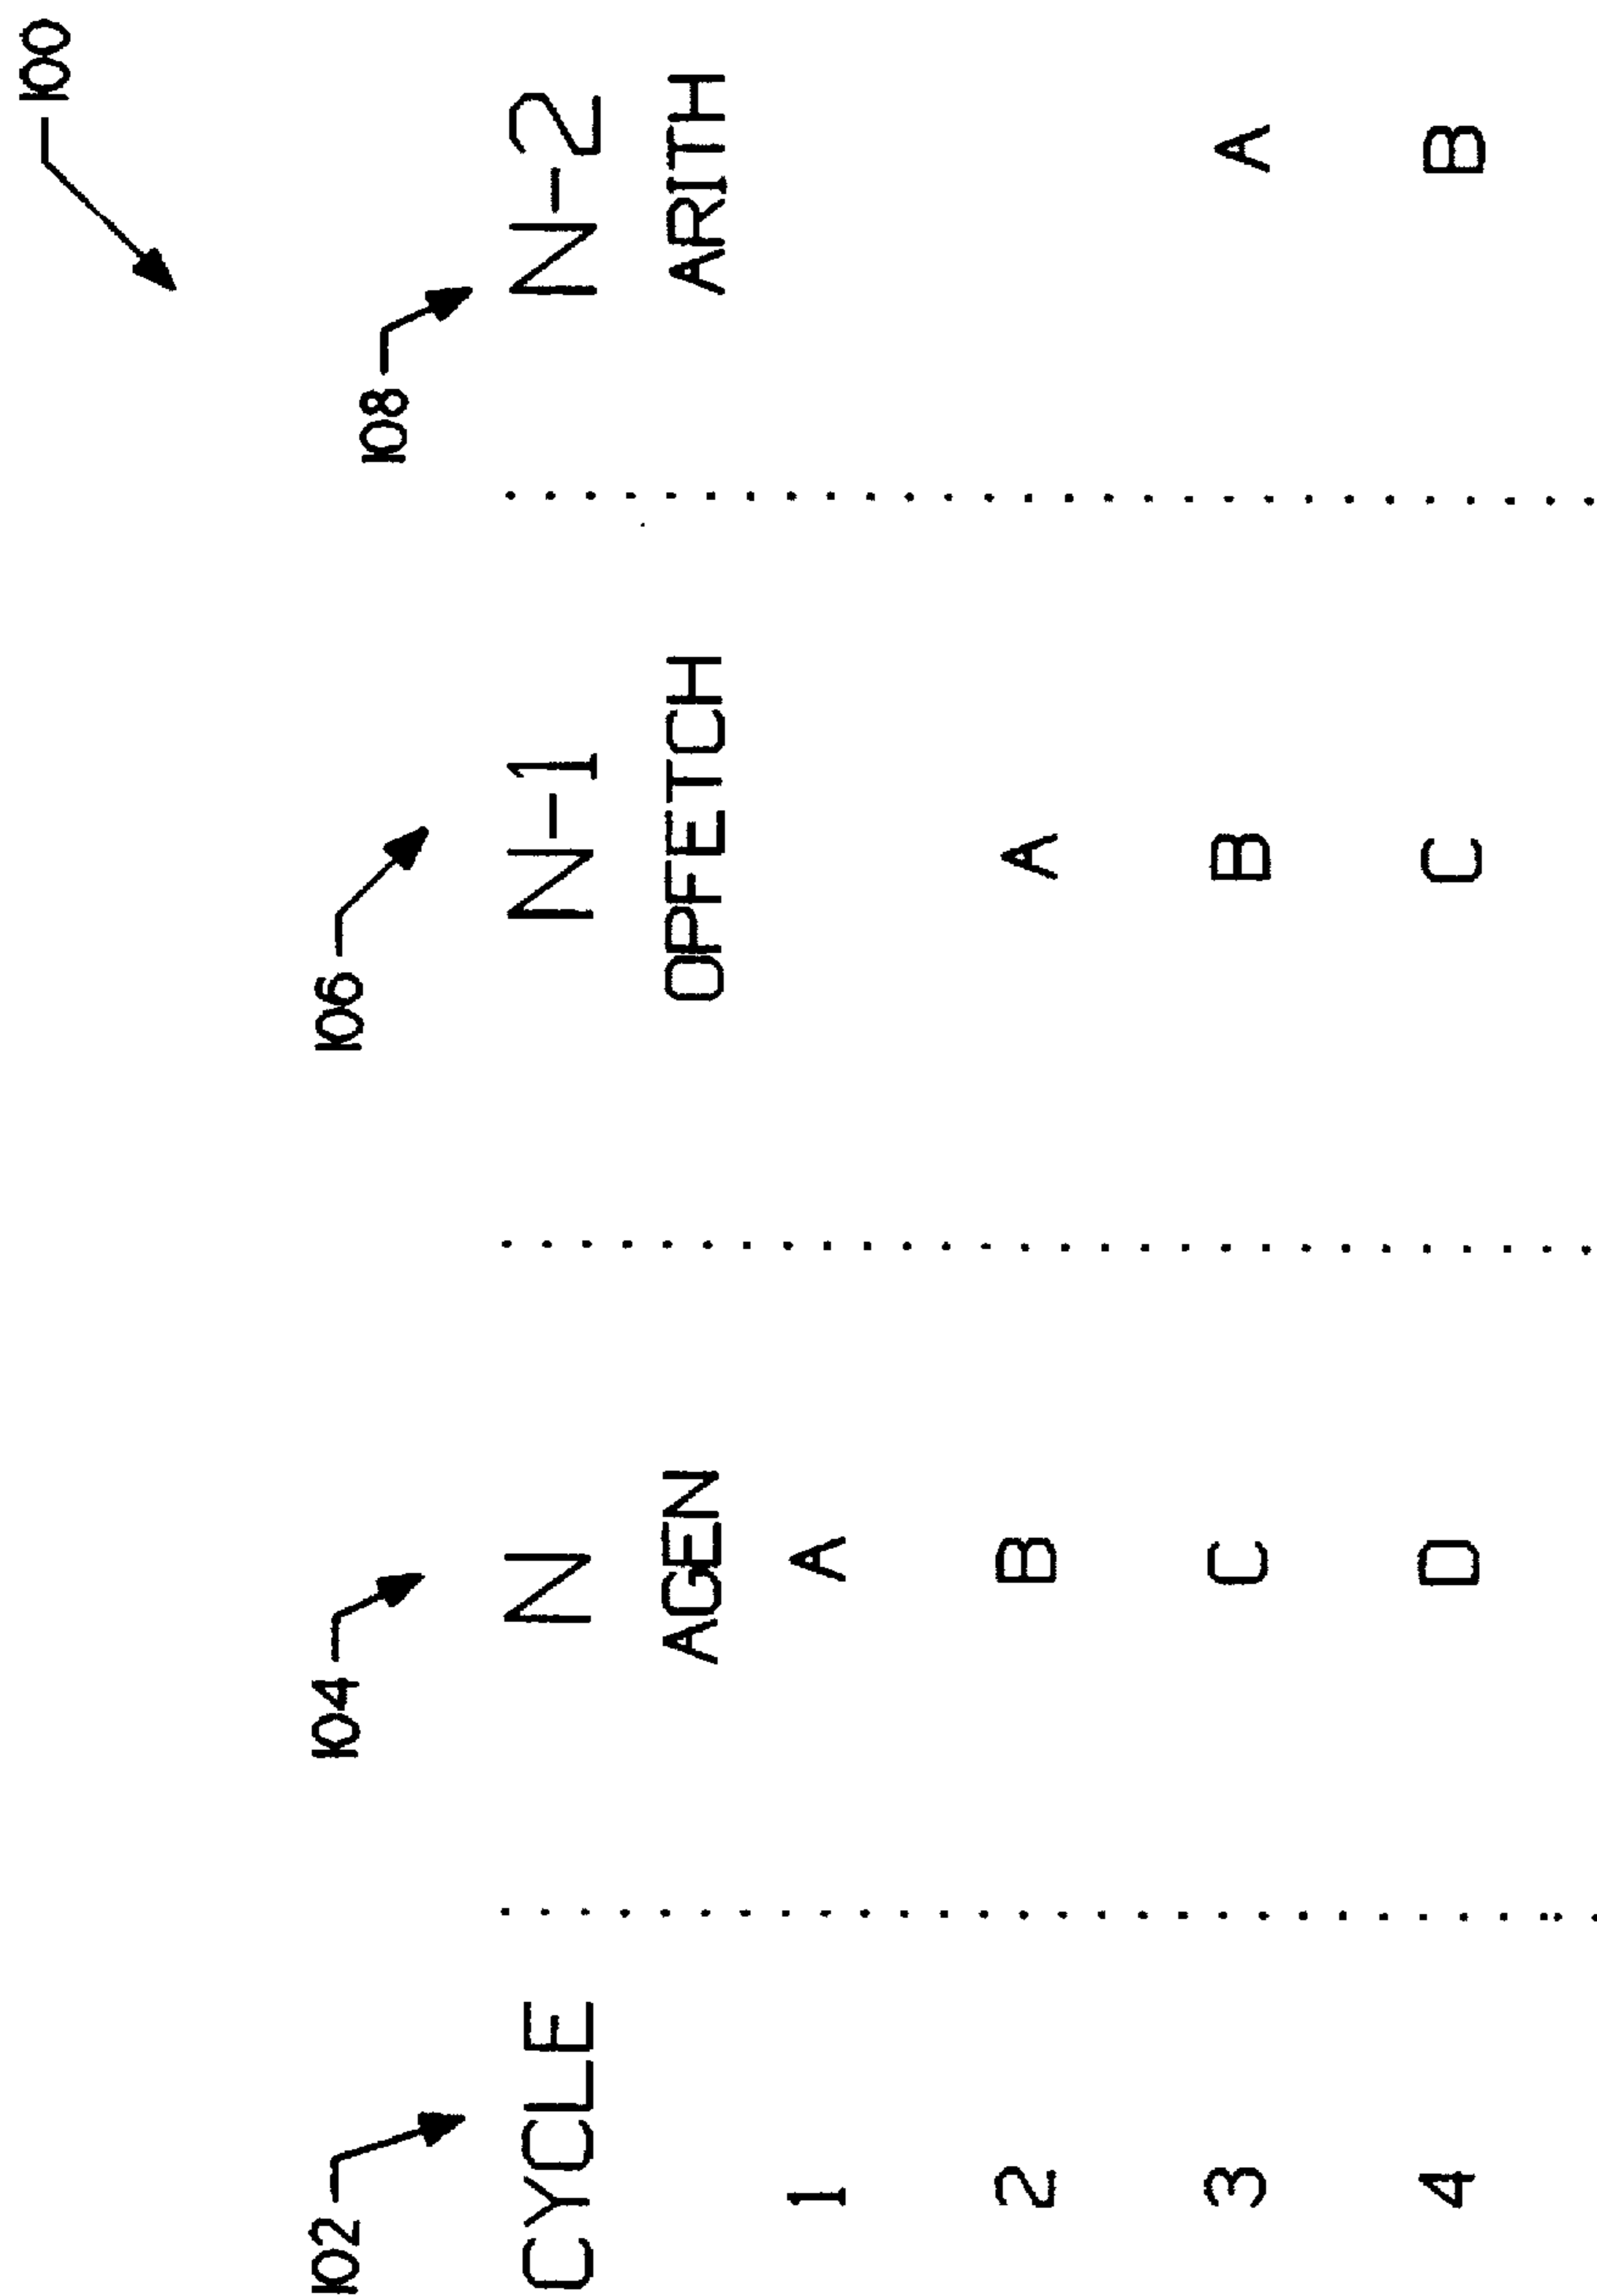 100
102 104 106 108
CYCLE N N-1 N-2
AGEN OPFETCH ARITH
1 A
2 B A
3 C B A
4 D C B